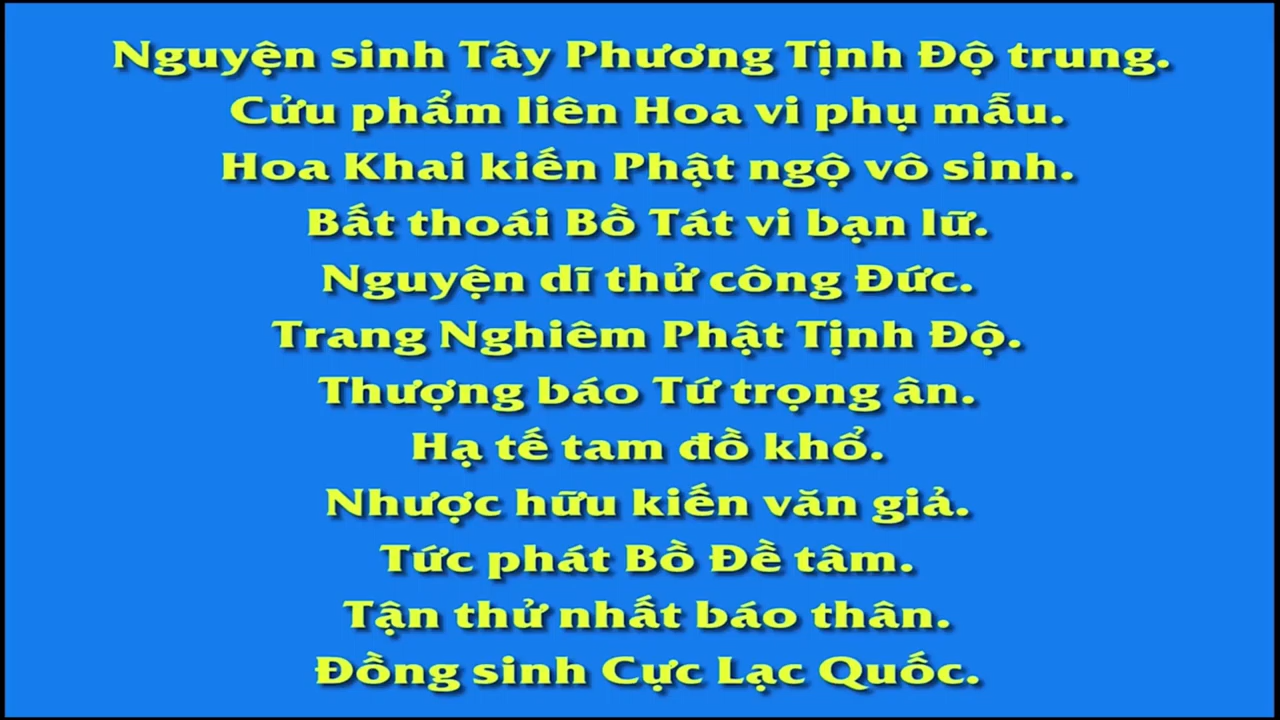 Nguyện sinh Tây Phương Tịnh Độ trung.
Cửu phẩm liên Hoa vi phụ mẫu.
Hoa Khai kiến Phật ngộ vô sinh.
Bất thoái Bồ Tát vi bạn lữ.
Nguyện dĩ thử công Đức.
Trang Nghiêm Phật Tịnh Độ.
Thượng báo Tứ trọng ân.
Hạ tế tam đồ khổ.
Nhược hữu kiến văn giả.
Tức phát Bồ Đề tâm.
Tận thử nhất báo thân.
Đồng sinh Cực Lạc Quốc.